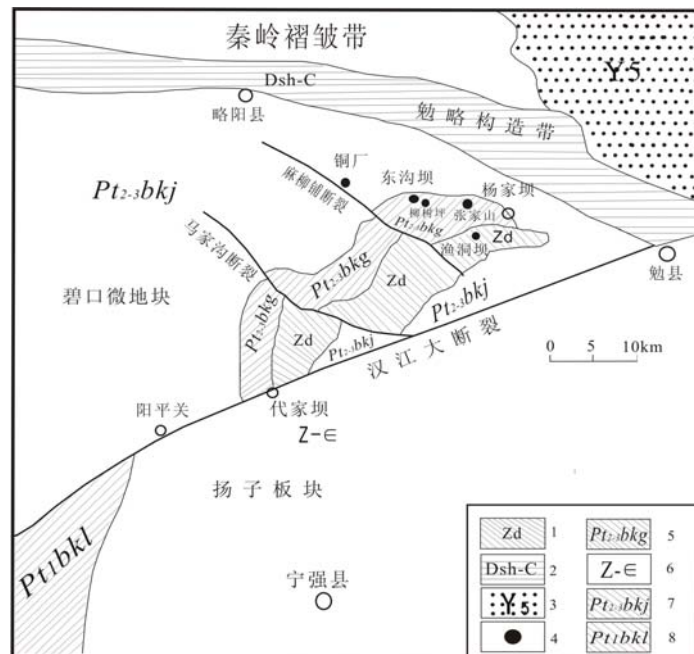 秦岭褶皱带
Y5
Dsh-C
略阳县
勉略构造带
铜厂
麻柳铺断裂
东沟坝
杨家坝
Pt2-3bkj
柳树坪
张家山
Pt2-3bkg
Zd
渔洞坝
勉县
马家沟断裂
Pt2-3bkg
Zd
Pt2-3bkj
碧口微地块
Pt2-3bkg
Zd
Pt2-3bkj
汉江大断裂
0 5 10km
阳平关
代家坝
Z-∈
扬子板块
Pt1bkl
宁强县
Zd 1
Pt2-3bkg 5
Dsh-C 2
Z-∈ 6
Y5 3
Pt2-3bkj 7
4
Pt1bkl 8